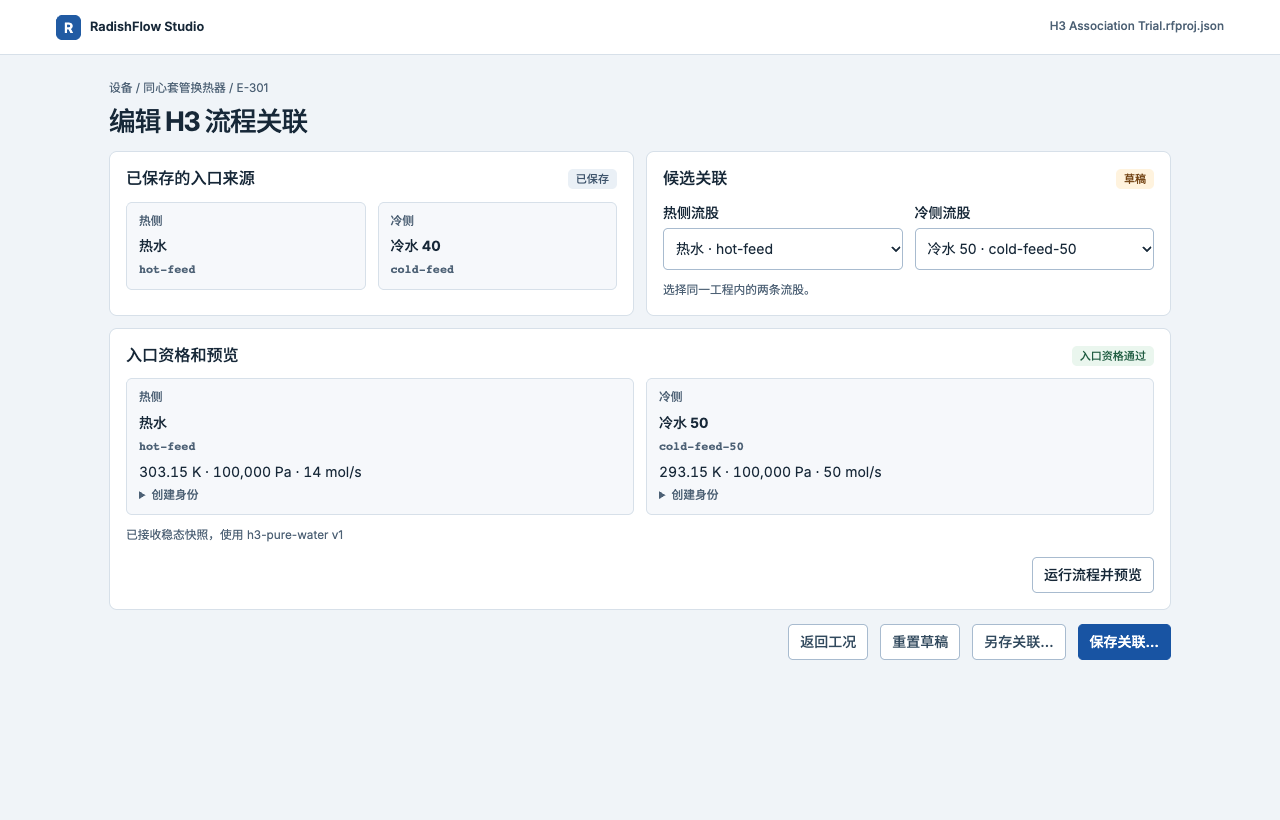 R RadishFlow Studio
H3 Association Trial.rfproj.json
设备 / 同心套管换热器 / E-301
编辑 H3 流程关联
已保存的入口来源
已保存
热侧
热水
hot-feed
冷侧
冷水 40
cold-feed
候选关联
草稿
热侧流股
热水 · hot-feed
冷侧流股
冷水 50 · cold-feed-50
选择同一工程内的两条流股。
入口资格和预览
入口资格通过
热侧
热水
hot-feed
303.15 K · 100,000 Pa · 14 mol/s
创建身份
冷侧
冷水 50
cold-feed-50
293.15 K · 100,000 Pa · 50 mol/s
创建身份
已接收稳态快照，使用 h3-pure-water v1
运行流程并预览
返回工况
重置草稿
另存关联...
保存关联...